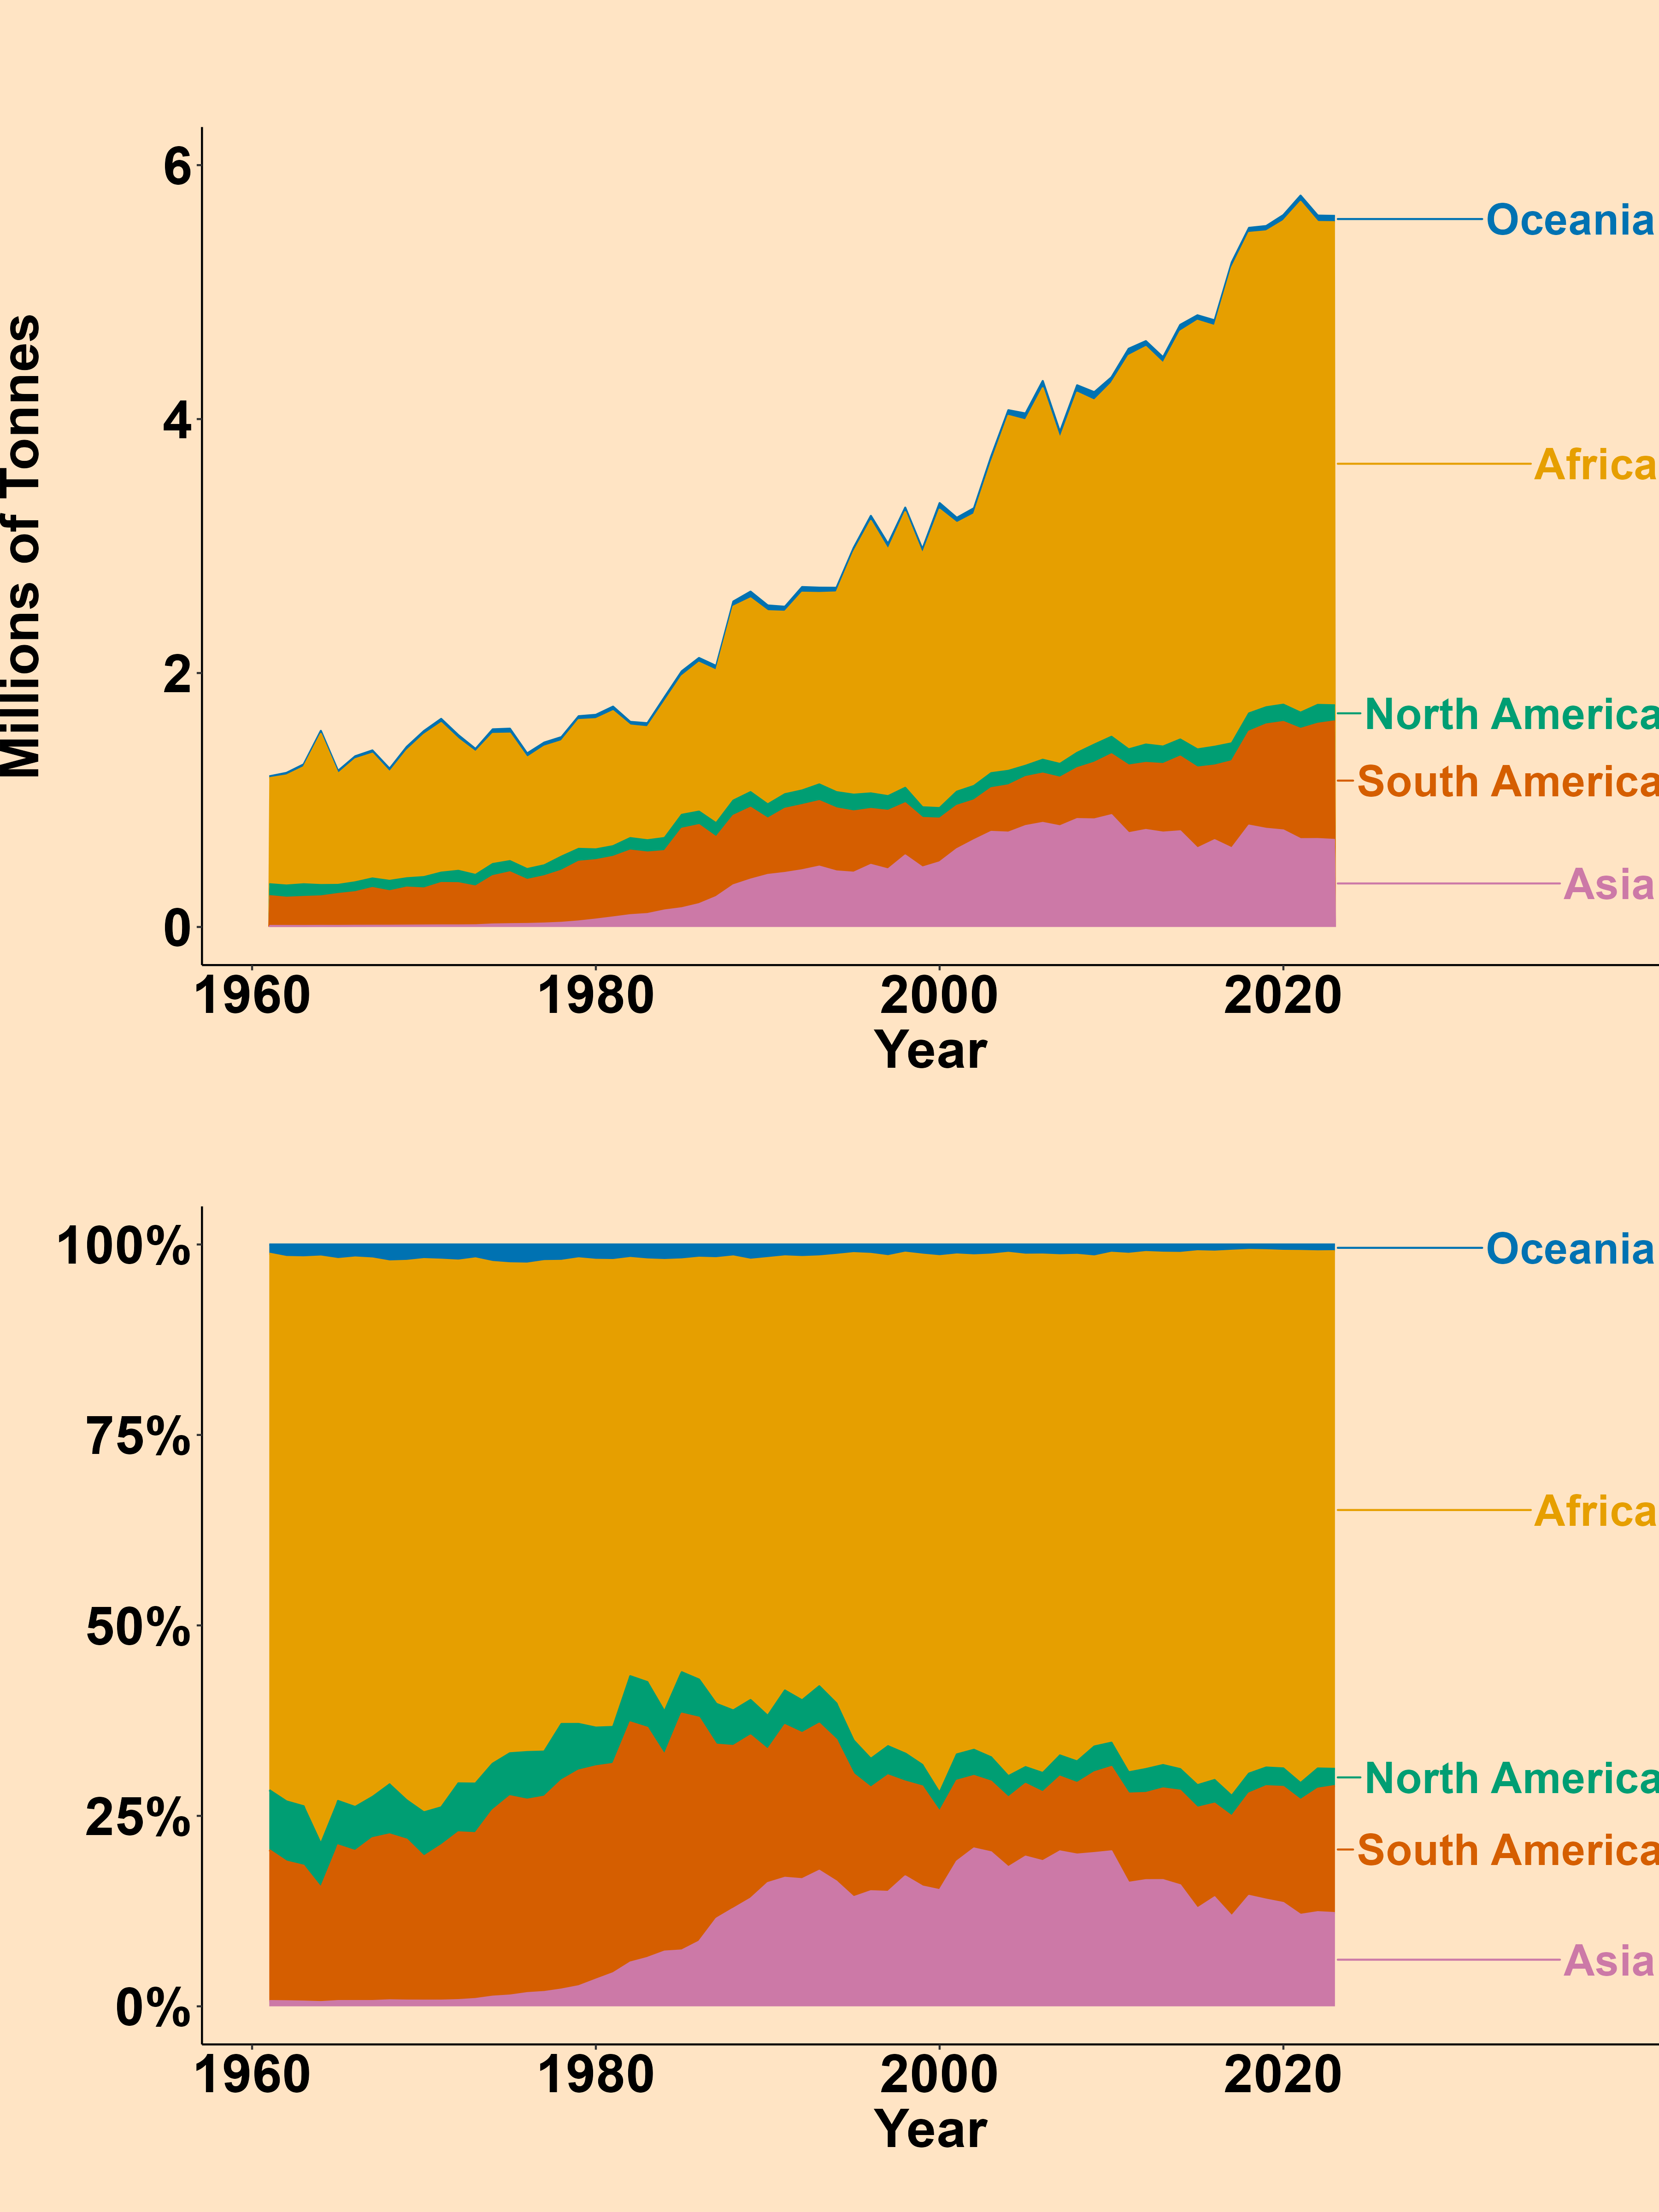 Millions of Tonnes
6
4
2
0
Oceania
Africa
North America
South America
Asia
1960 1980 2000 2020
Year
100%
75%
50%
25%
0%
Oceania
Africa
North America
South America
Asia
1960 1980 2000 2020
Year